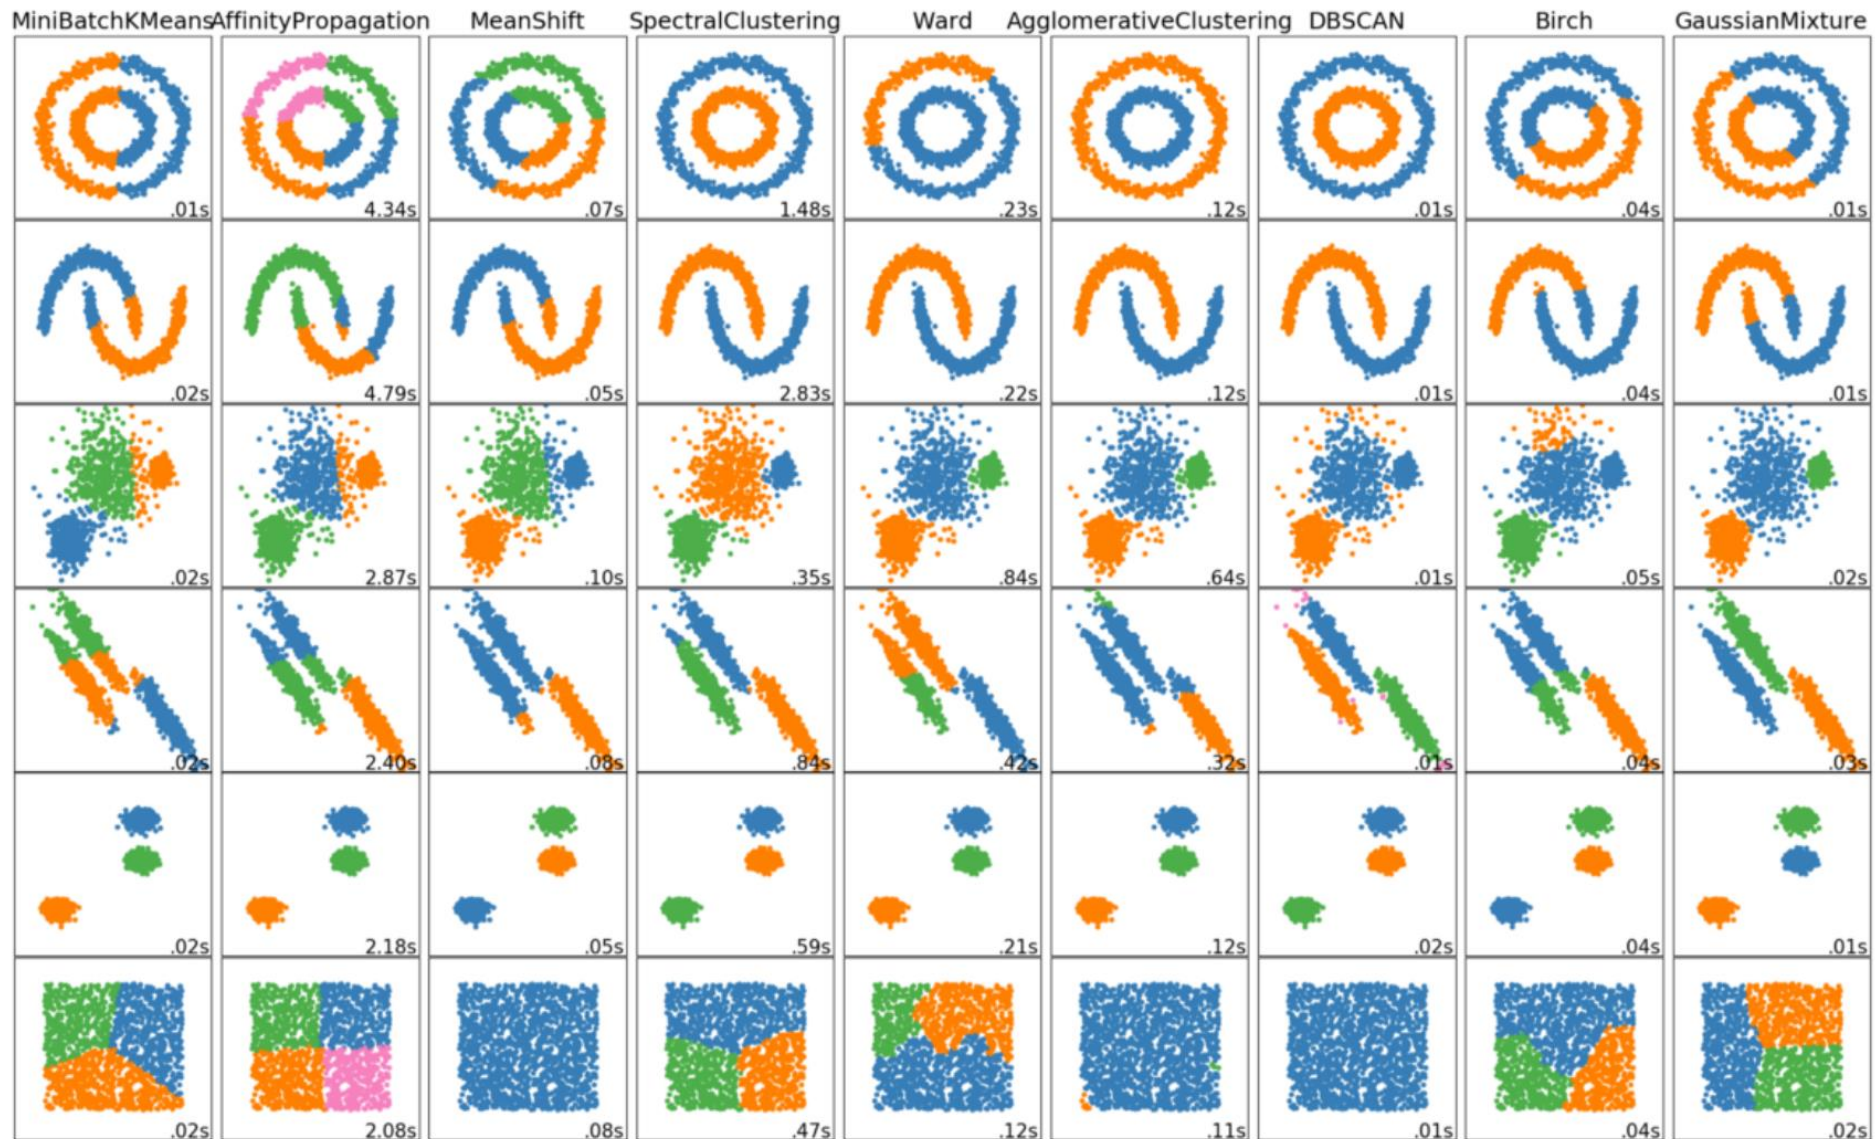 MiniBatchKMeans AffinityPropagation MeanShift SpectralClustering Ward AgglomerativeClustering DBSCAN Birch GaussianMixture
.01s 4.34s .07s 1.48s .23s .12s .01s .04s .01s
.02s 4.79s .05s 2.83s .22s .12s .01s .04s .01s
.02s 2.87s .10s .35s .84s .64s .01s .05s .02s
.02s 2.40s .08s .84s .42s .32s .01s .04s .03s
.02s 2.18s .05s .59s .21s .12s .02s .04s .01s
.02s 2.08s .08s .47s .12s .11s .01s .04s .02s